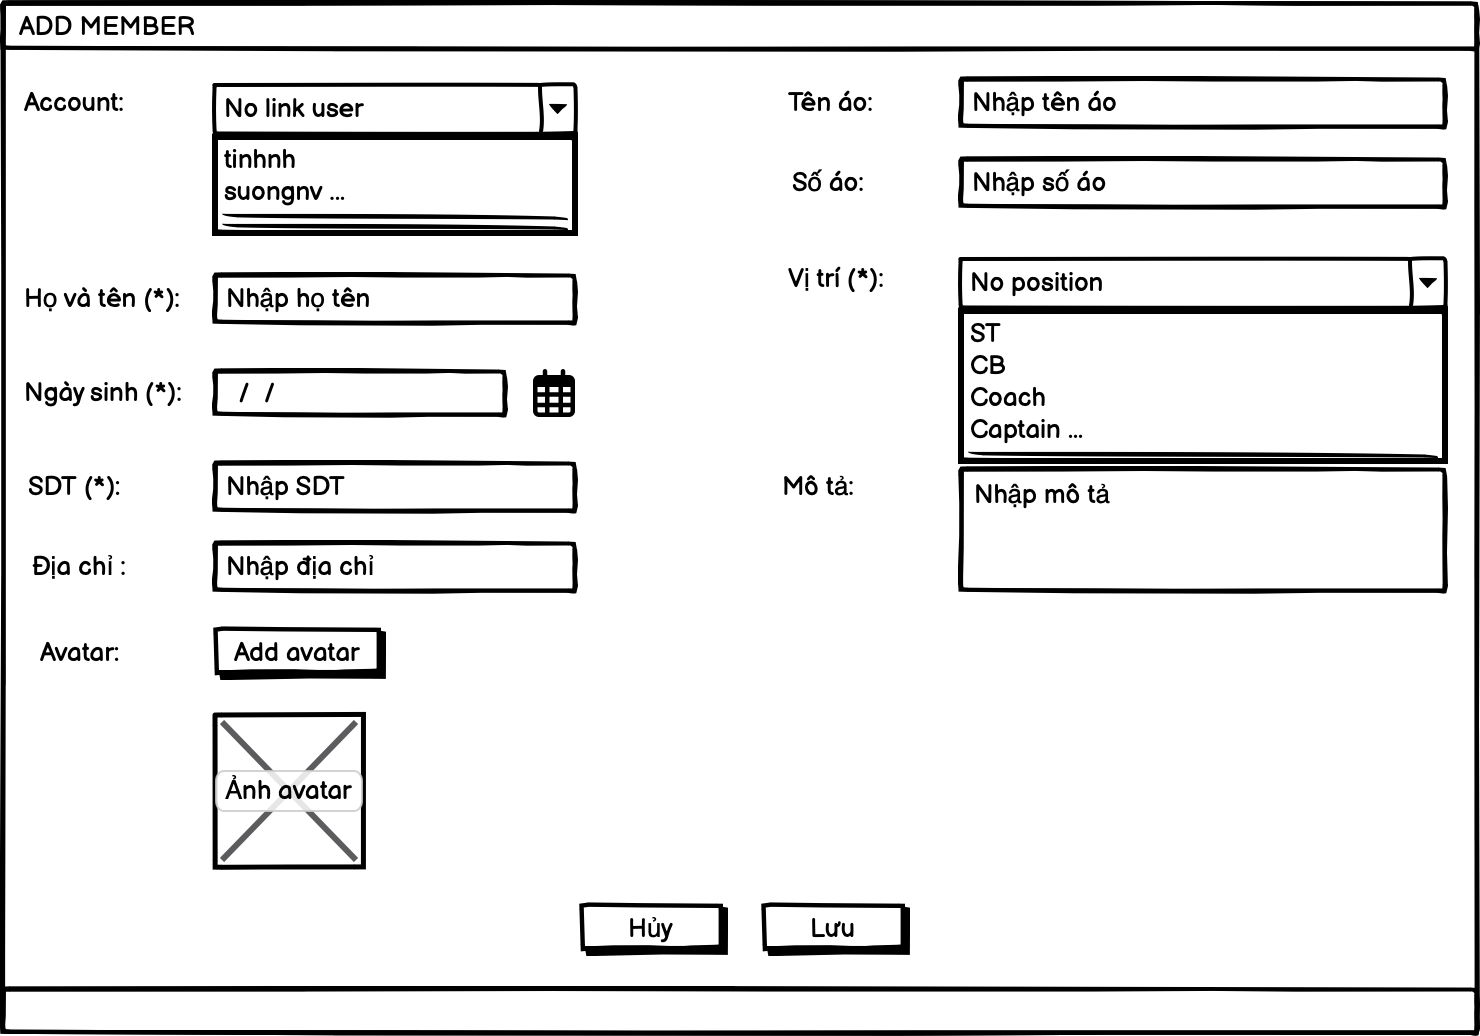 ADD MEMBER
Account:
No link user
tinhnh
suongnv ...
Họ và tên (*):
Nhập họ tên
Ngày sinh (*):
/ /
SDT (*):
Nhập SDT
Địa chỉ :
Nhập địa chỉ
Avatar:
Add avatar
Ảnh avatar
Tên áo:
Nhập tên áo
Số áo:
Nhập số áo
Vị trí (*):
No position
ST
CB
Coach
Captain ...
Mô tả:
Nhập mô tả
Hủy
Lưu